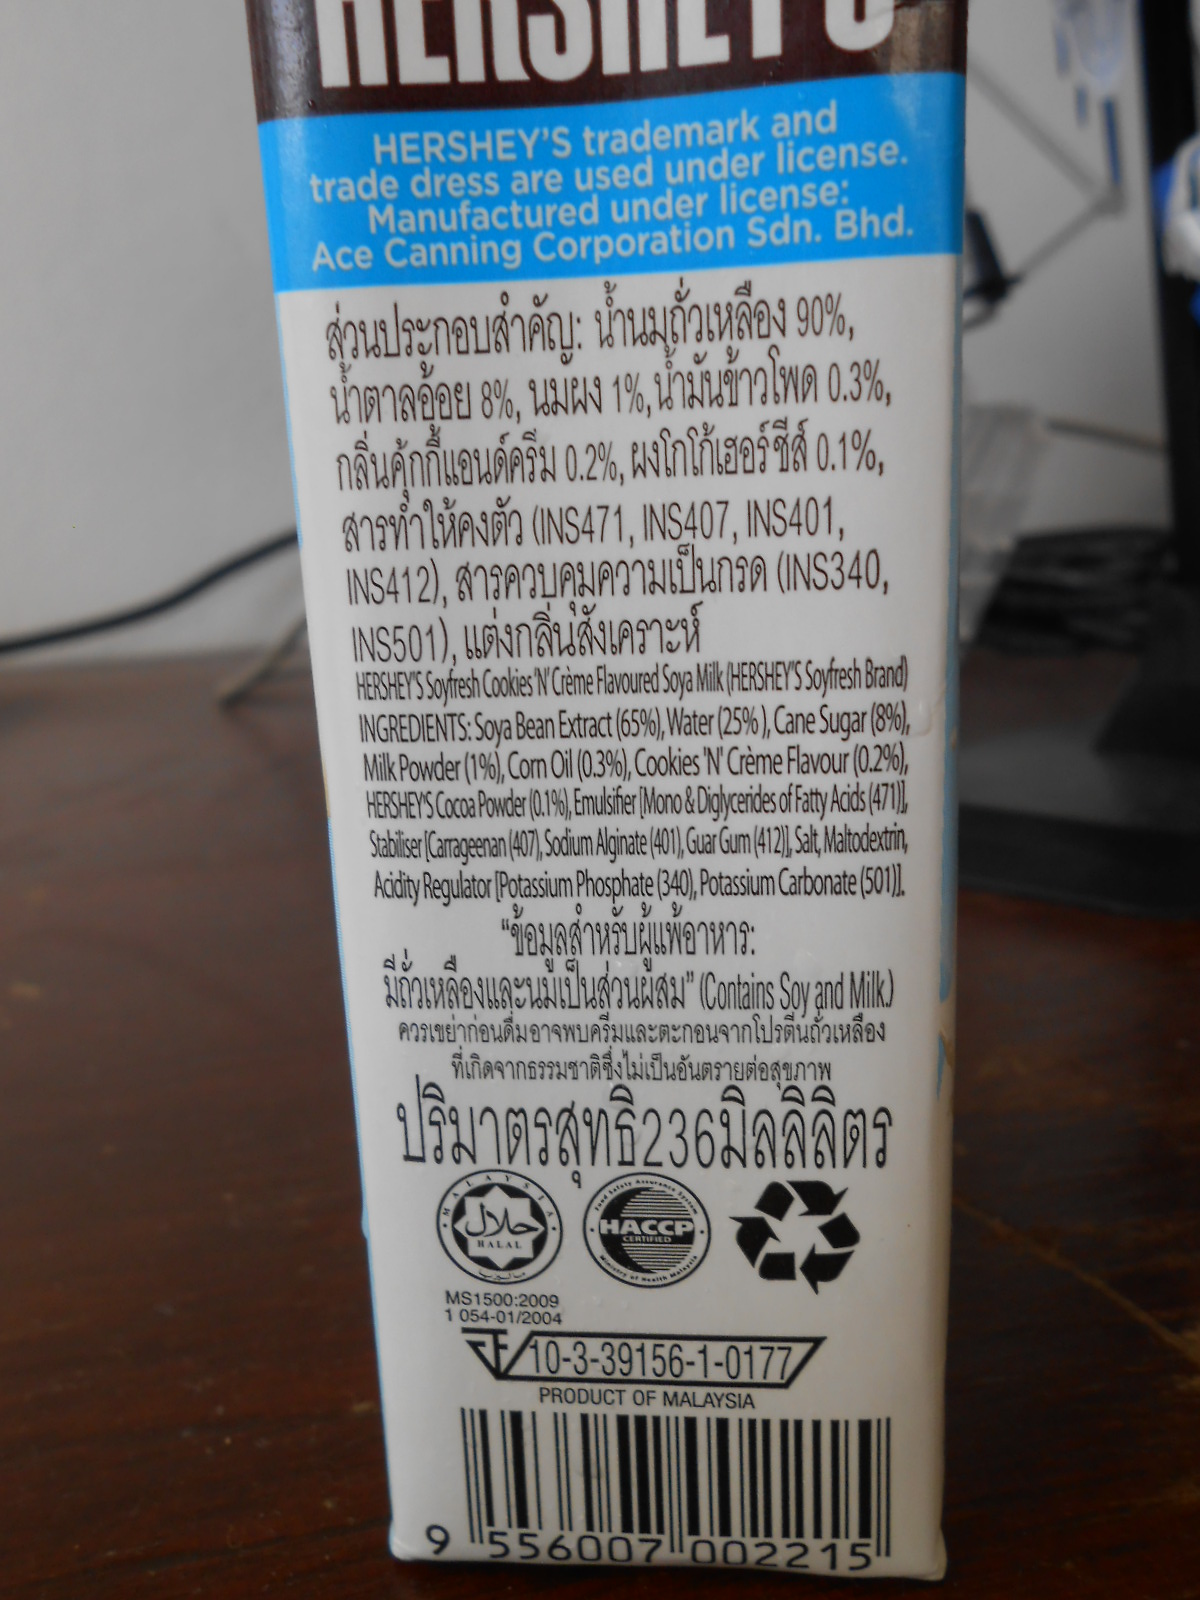 HERSHEY'S
HERSHEY'S trademark and
trade dress are used under license.
Manufactured under license:
Ace Canning Corporation Sdn. Bhd.
ส่วนประกอบสำคัญ: น้ำนมถั่วเหลือง 90%,
น้ำตาลอ้อย 8%, นมผง 1%, น้ำมันข้าวโพด 0.3%,
กลิ่นคุ้กกี้แอนด์ครีม 0.2%, ผงโกโก้เฮอร์ชีส์ 0.1%,
สารทำให้คงตัว (INS471, INS407, INS401,
INS412), สารควบคุมความเป็นกรด (INS340,
INS501), แต่งกลิ่นสังเคราะห์
HERSHEY'S Soyfresh Cookies 'N' Crème Flavoured Soya Milk (HERSHEY'S Soyfresh Brand)
INGREDIENTS: Soya Bean Extract (65%), Water (25%), Cane Sugar (8%),
Milk Powder (1%), Corn Oil (0.3%), Cookies 'N' Crème Flavour (0.2%),
HERSHEY'S Cocoa Powder (0.1%), Emulsifier [Mono & Diglycerides of Fatty Acids (471)],
Stabiliser [Carrageenan (407), Sodium Alginate (401), Guar Gum (412)], Salt, Maltodextrin,
Acidity Regulator [Potassium Phosphate (340), Potassium Carbonate (501)].
"ข้อมูลสำหรับผู้แพ้อาหาร:
มีถั่วเหลืองและนมเป็นส่วนผสม" (Contains Soy and Milk.)
ควรเขย่าก่อนดื่มอาจพบครีมและตะกอนจากโปรตีนถั่วเหลือง
ที่เกิดจากธรรมชาติซึ่งไม่เป็นอันตรายต่อสุขภาพ
ปริมาตรสุทธิ236มิลลิลิตร
MALAYSIA
حلال
HALAL
ماليزيا
Food Safety Assurance System
HACCP
CERTIFIED
Ministry of Health Malaysia
MS1500:2009
1 054-01/2004
10-3-39156-1-0177
PRODUCT OF MALAYSIA
9 556007 002215